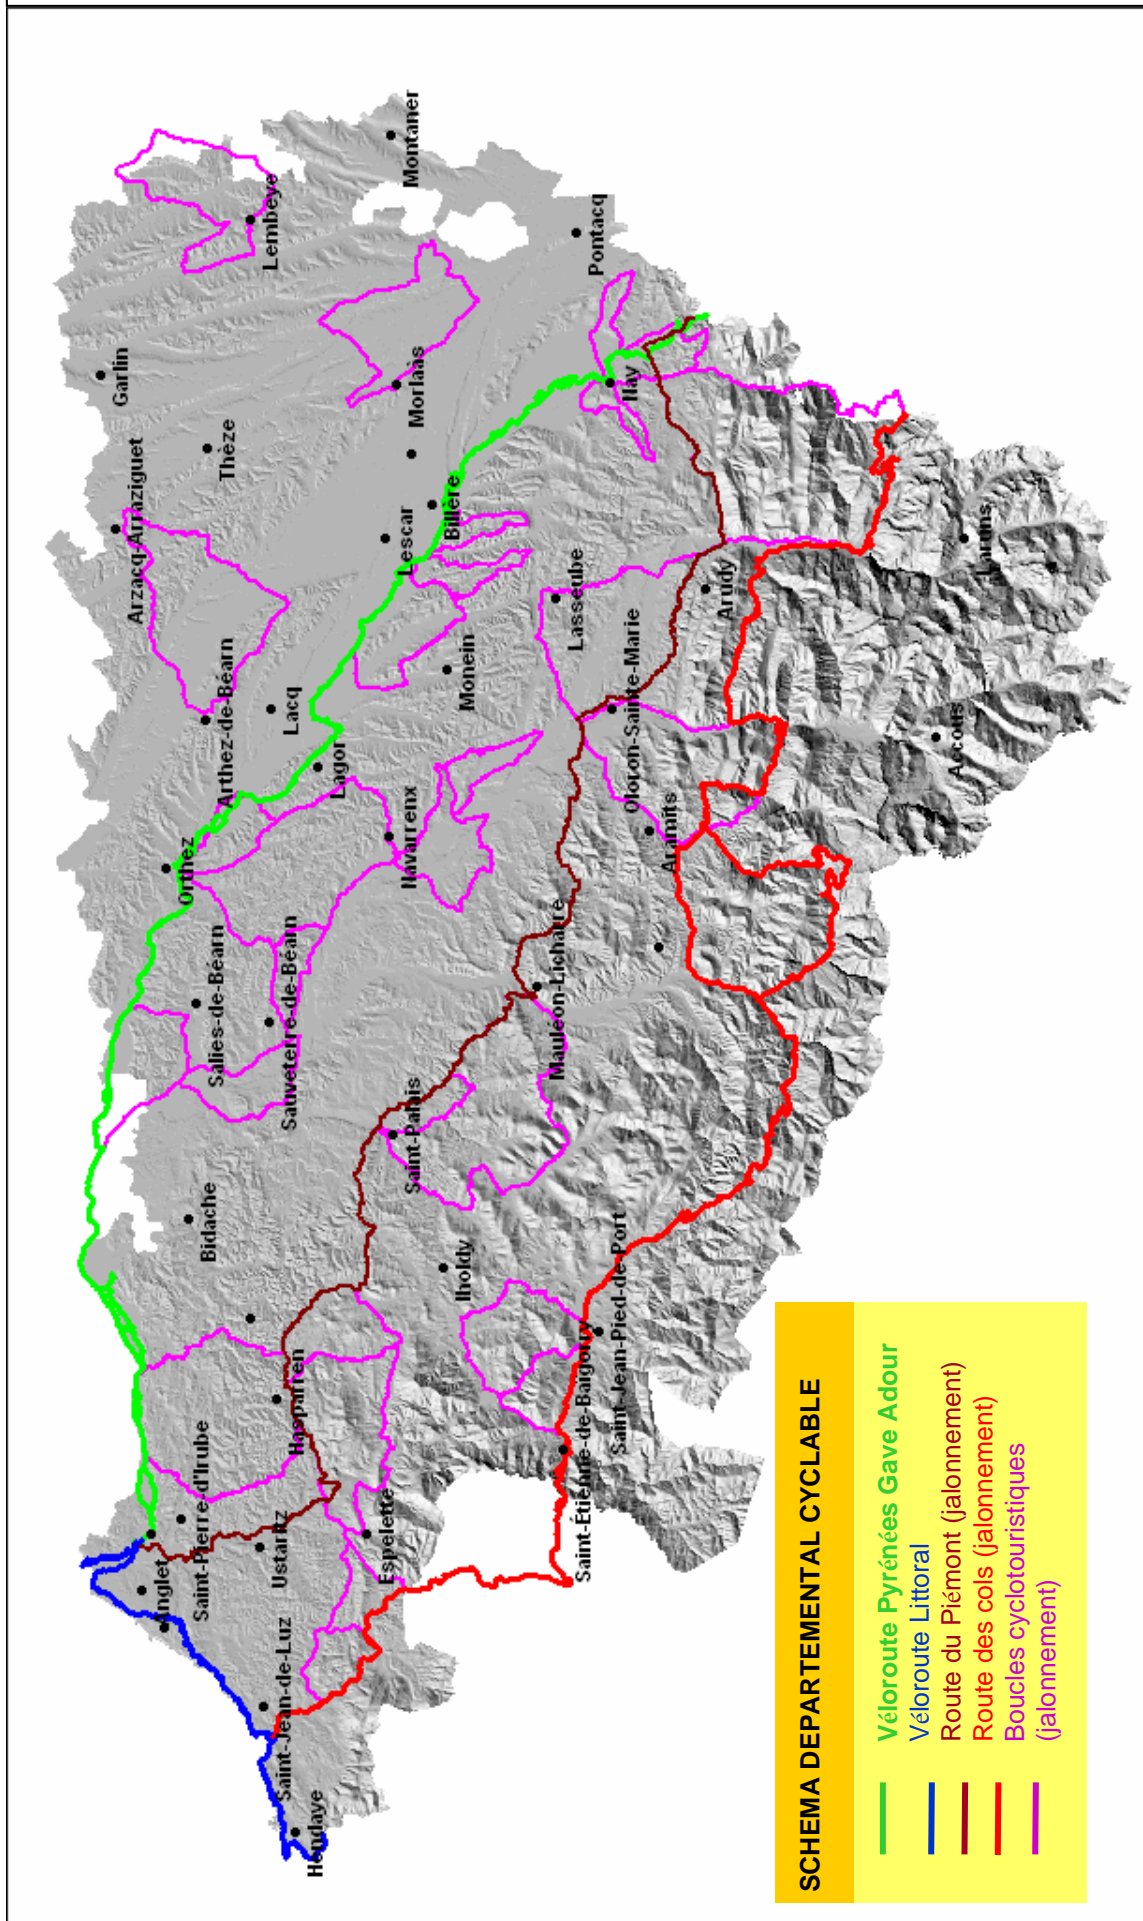 Hendaye
Saint-Jean-de-Luz
Anglet
Saint-Pierre-d'Irube
Ustaritz
Espelette
Hasparren
Bidache
Saint-Etienne-de-Baigorry
Saint-Jean-Pied-de-Port
Iholdy
Saint-Palais
Mauléon-Licharre
Salies-de-Béarn
Sauveterre-de-Béarn
Orthez
Navarrenx
Arthez-de-Béarn
Lagor
Lacq
Monein
Aramits
Oloron-Sainte-Marie
Accous
Lasseube
Arudy
Laruns
Arzacq-Arraziguet
Thèze
Garlin
Lescar
Billère
Morlaàs
Nay
Lembeye
Montaner
Pontacq
SCHEMA DEPARTEMENTAL CYCLABLE
Véloroute Pyrénées Gave Adour
Véloroute Littoral
Route du Piémont (jalonnement)
Route des cols (jalonnement)
Boucles cyclotouristiques
(jalonnement)